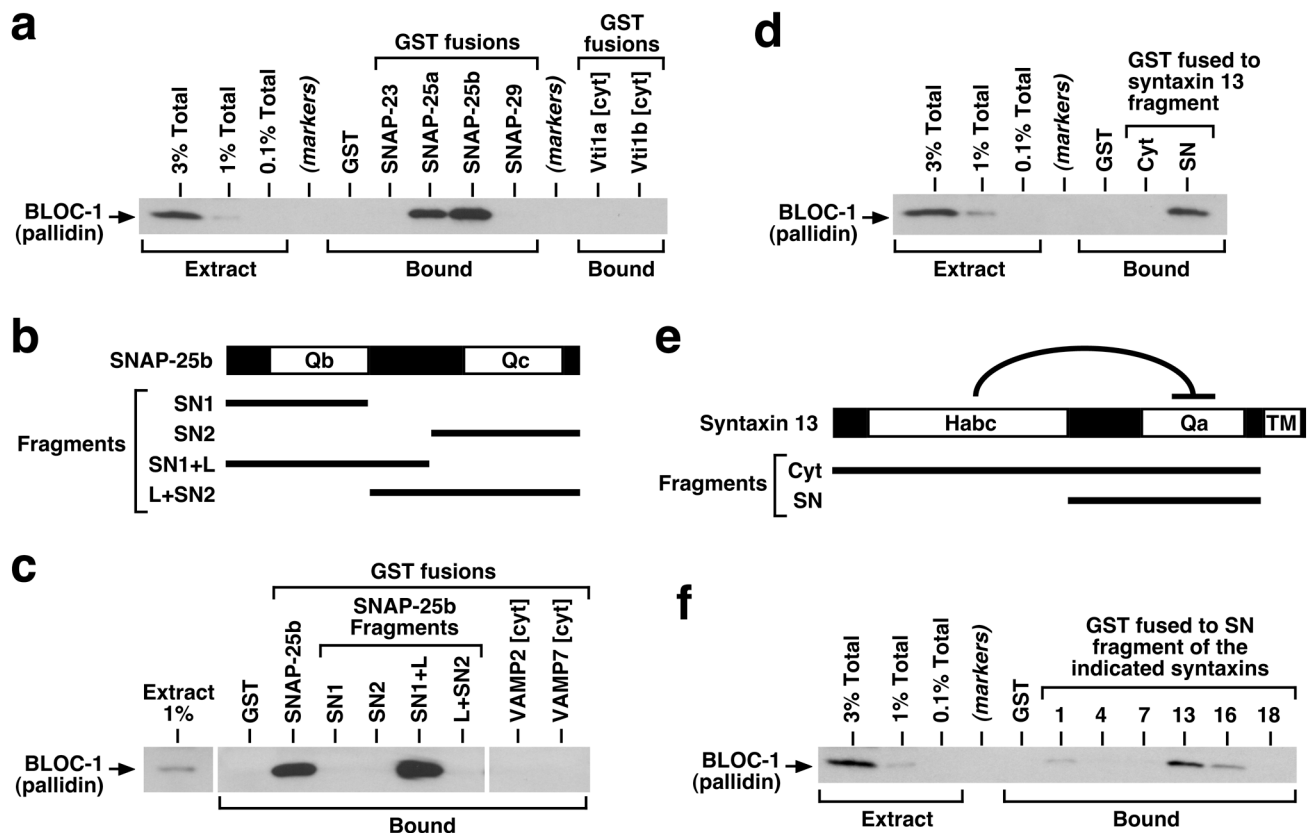 a
GST fusions
GST
fusions
3% Total
1% Total
0.1% Total
(markers)
GST
SNAP-23
SNAP-25a
SNAP-25b
SNAP-29
(markers)
Vti1a [cyt]
Vti1b [cyt]
BLOC-1
(pallidin)
Extract
Bound
Bound
b
SNAP-25b
Qb
Qc
Fragments
SN1
SN2
SN1+L
L+SN2
c
GST fusions
SNAP-25b
Fragments
Extract
1%
GST
SNAP-25b
SN1
SN2
SN1+L
L+SN2
VAMP2 [cyt]
VAMP7 [cyt]
BLOC-1
(pallidin)
Bound
d
GST fused to
syntaxin 13
fragment
3% Total
1% Total
0.1% Total
(markers)
GST
Cyt
SN
BLOC-1
(pallidin)
Extract
Bound
e
Syntaxin 13
Habc
Qa
TM
Fragments
Cyt
SN
f
GST fused to SN
fragment of the
indicated syntaxins
3% Total
1% Total
0.1% Total
(markers)
GST
1 4 7 13 16 18
BLOC-1
(pallidin)
Extract
Bound